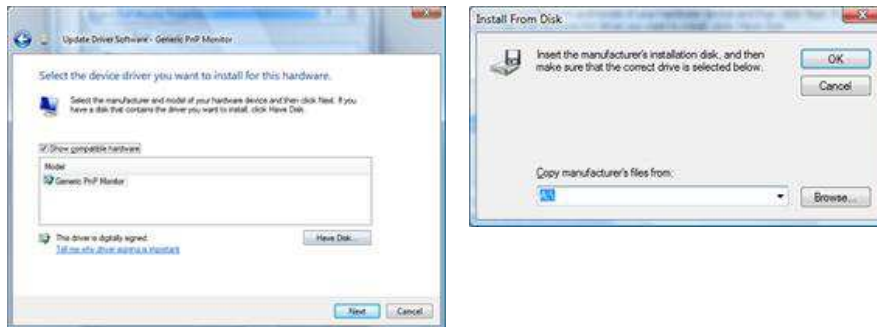 Update Driver Software - Generic PnP Monitor
Select the device driver you want to install for this hardware.
Select the manufacturer and model of your hardware device and then click Next. If you
have a disk that contains the driver you want to install, click Have Disk.
Show compatible hardware
Model
Generic PnP Monitor
This driver is digitally signed.
Tell me why driver signing is important
Have Disk...
Next
Cancel
Install From Disk
Insert the manufacturer's installation disk, and then
make sure that the correct drive is selected below.
OK
Cancel
Copy manufacturer's files from:
A:\
Browse...